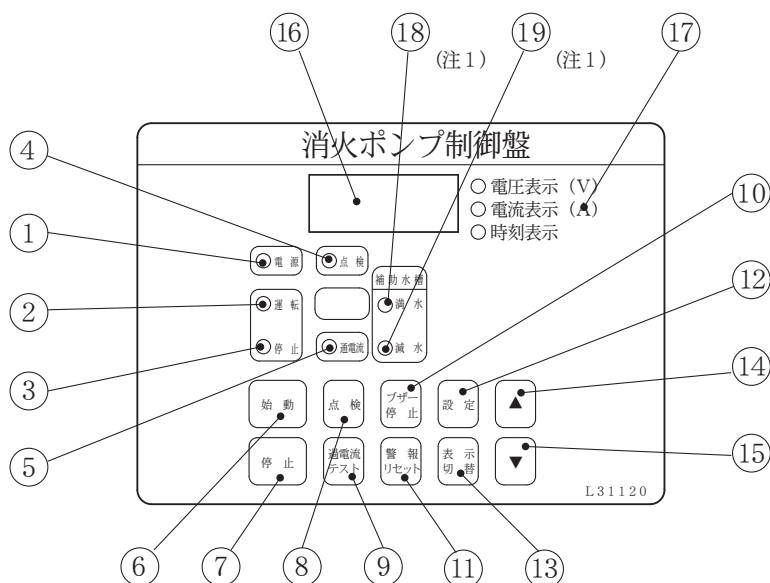 ⑯ ⑱ ⑲ ⑰
(注1) (注1)
消火ポンプ制御盤
④
電圧表示 (V)
電流表示 (A)
時刻表示
⑩
①
電源 点検
補助水槽
②
運転 満水
⑫
③
停止 過電流 減水
⑭
⑤
始動 点検 ブザー停止 設定 ▲
停止 過電流テスト 警報リセット 表示切替 ▼
⑮
L31120
⑥ ⑦ ⑧ ⑨ ⑪ ⑬